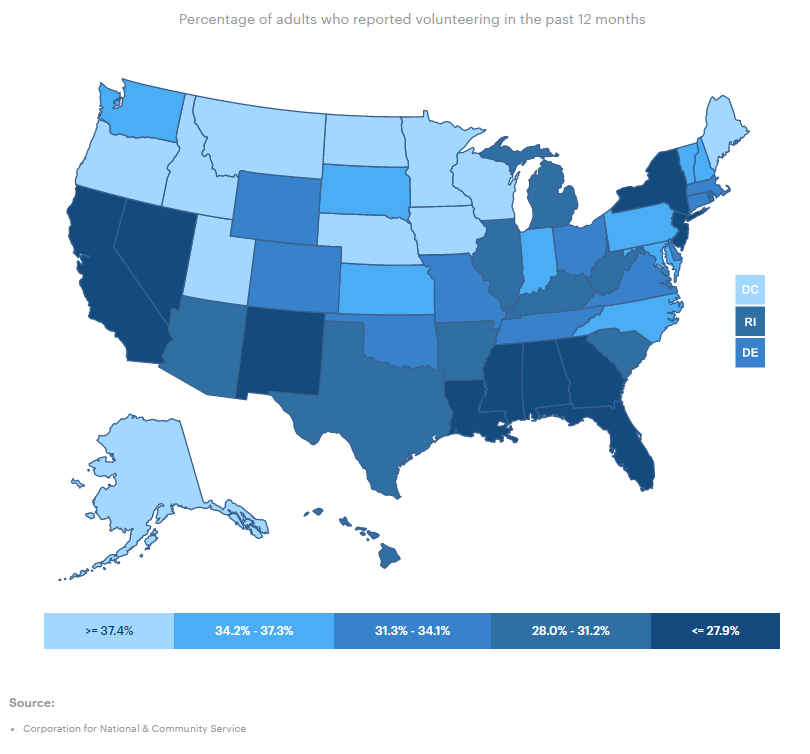 Percentage of adults who reported volunteering in the past 12 months
DC
RI
DE
>= 37.4% 34.2% - 37.3% 31.3% - 34.1% 28.0% - 31.2% <= 27.9%
Source:
• Corporation for National & Community Service